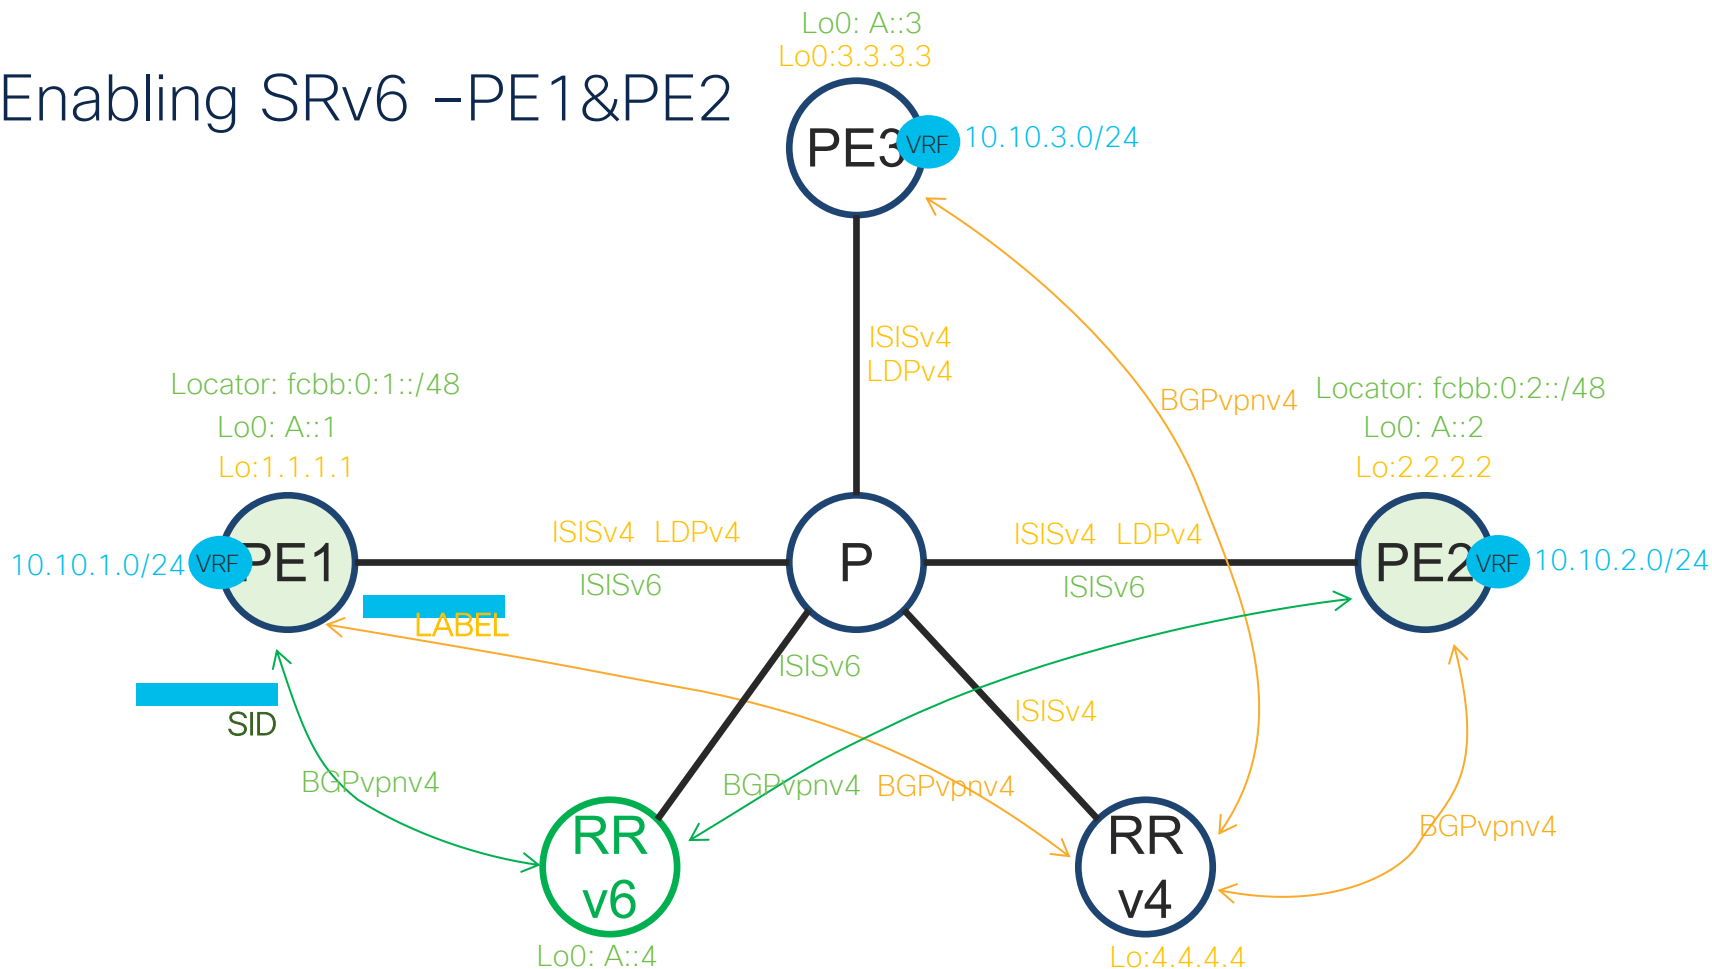 Lo0: A::3
Lo0:3.3.3.3
Enabling SRv6 –PE1&PE2
PE3
VRF
10.10.3.0/24
ISISv4
LDPv4
BGPvpnv4
Locator: fcbb:0:1::/48
Lo0: A::1
Lo:1.1.1.1
Locator: fcbb:0:2::/48
Lo0: A::2
Lo:2.2.2.2
10.10.1.0/24
VRF
PE1
ISISv4 LDPv4
ISISv6
P
ISISv4 LDPv4
ISISv6
PE2
VRF
10.10.2.0/24
LABEL
SID
ISISv6
ISISv4
BGPvpnv4
BGPvpnv4
BGPvpnv4
BGPvpnv4
RR
v6
RR
v4
Lo0: A::4
Lo:4.4.4.4